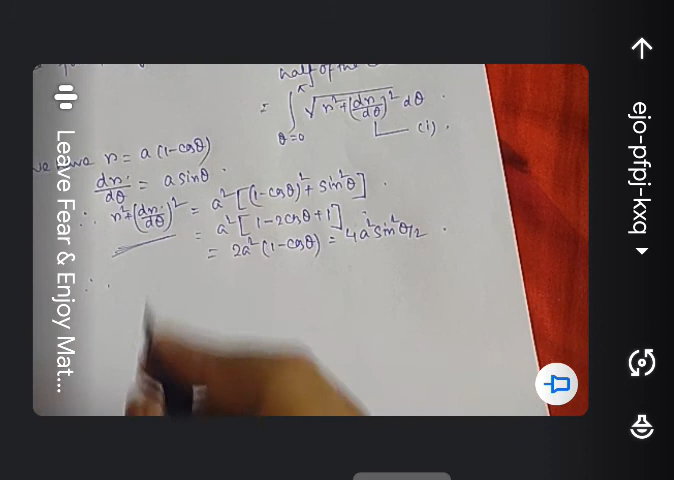 half of the
= ∫_{θ=0}^{π} √(r²+(dr/dθ)²) dθ
(i).
we have r = a(1-cosθ)
dr/dθ = a sinθ.
∴ r²+(dr/dθ)² = a²[(1-cosθ)²+sin²θ].
= a²[1-2cosθ+1]
= 2a²(1-cosθ) = 4a²sin²θ/2.
∴
Leave Fear & Enjoy Mat...
ejo-pfpj-kxq